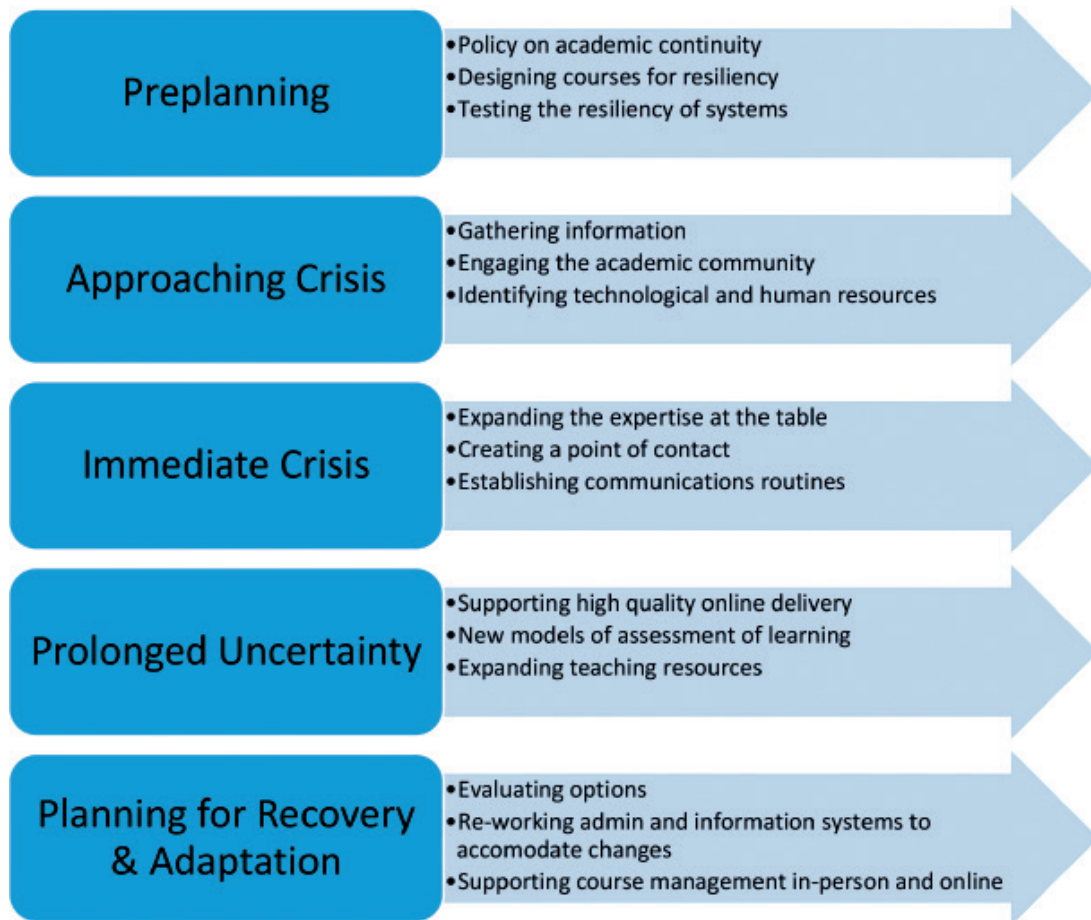 Preplanning
•Policy on academic continuity
•Designing courses for resiliency
•Testing the resiliency of systems
Approaching Crisis
•Gathering information
•Engaging the academic community
•Identifying technological and human resources
Immediate Crisis
•Expanding the expertise at the table
•Creating a point of contact
•Establishing communications routines
Prolonged Uncertainty
•Supporting high quality online delivery
•New models of assessment of learning
•Expanding teaching resources
Planning for Recovery
& Adaptation
•Evaluating options
•Re-working admin and information systems to
accomodate changes
•Supporting course management in-person and online